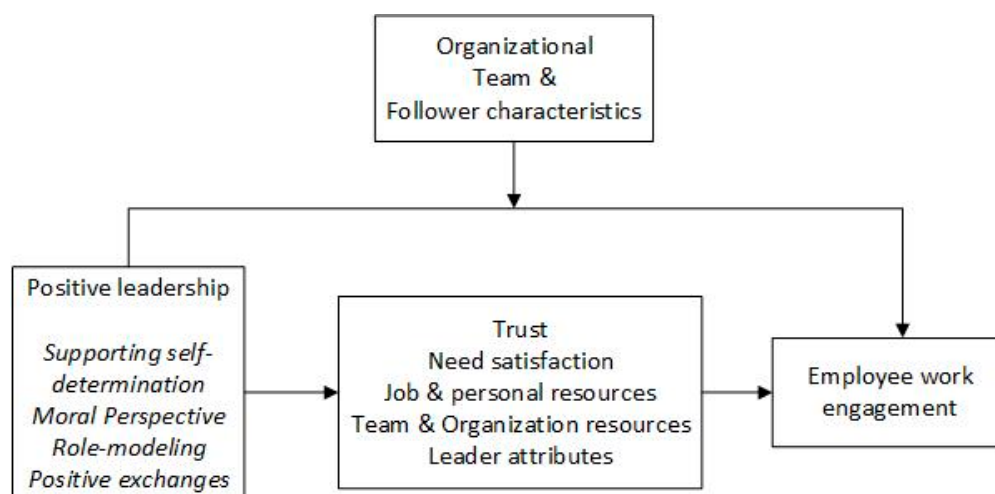 Organizational
Team &
Follower characteristics
Positive leadership
Supporting self-
determination
Moral Perspective
Role-modeling
Positive exchanges
Trust
Need satisfaction
Job & personal resources
Team & Organization resources
Leader attributes
Employee work
engagement